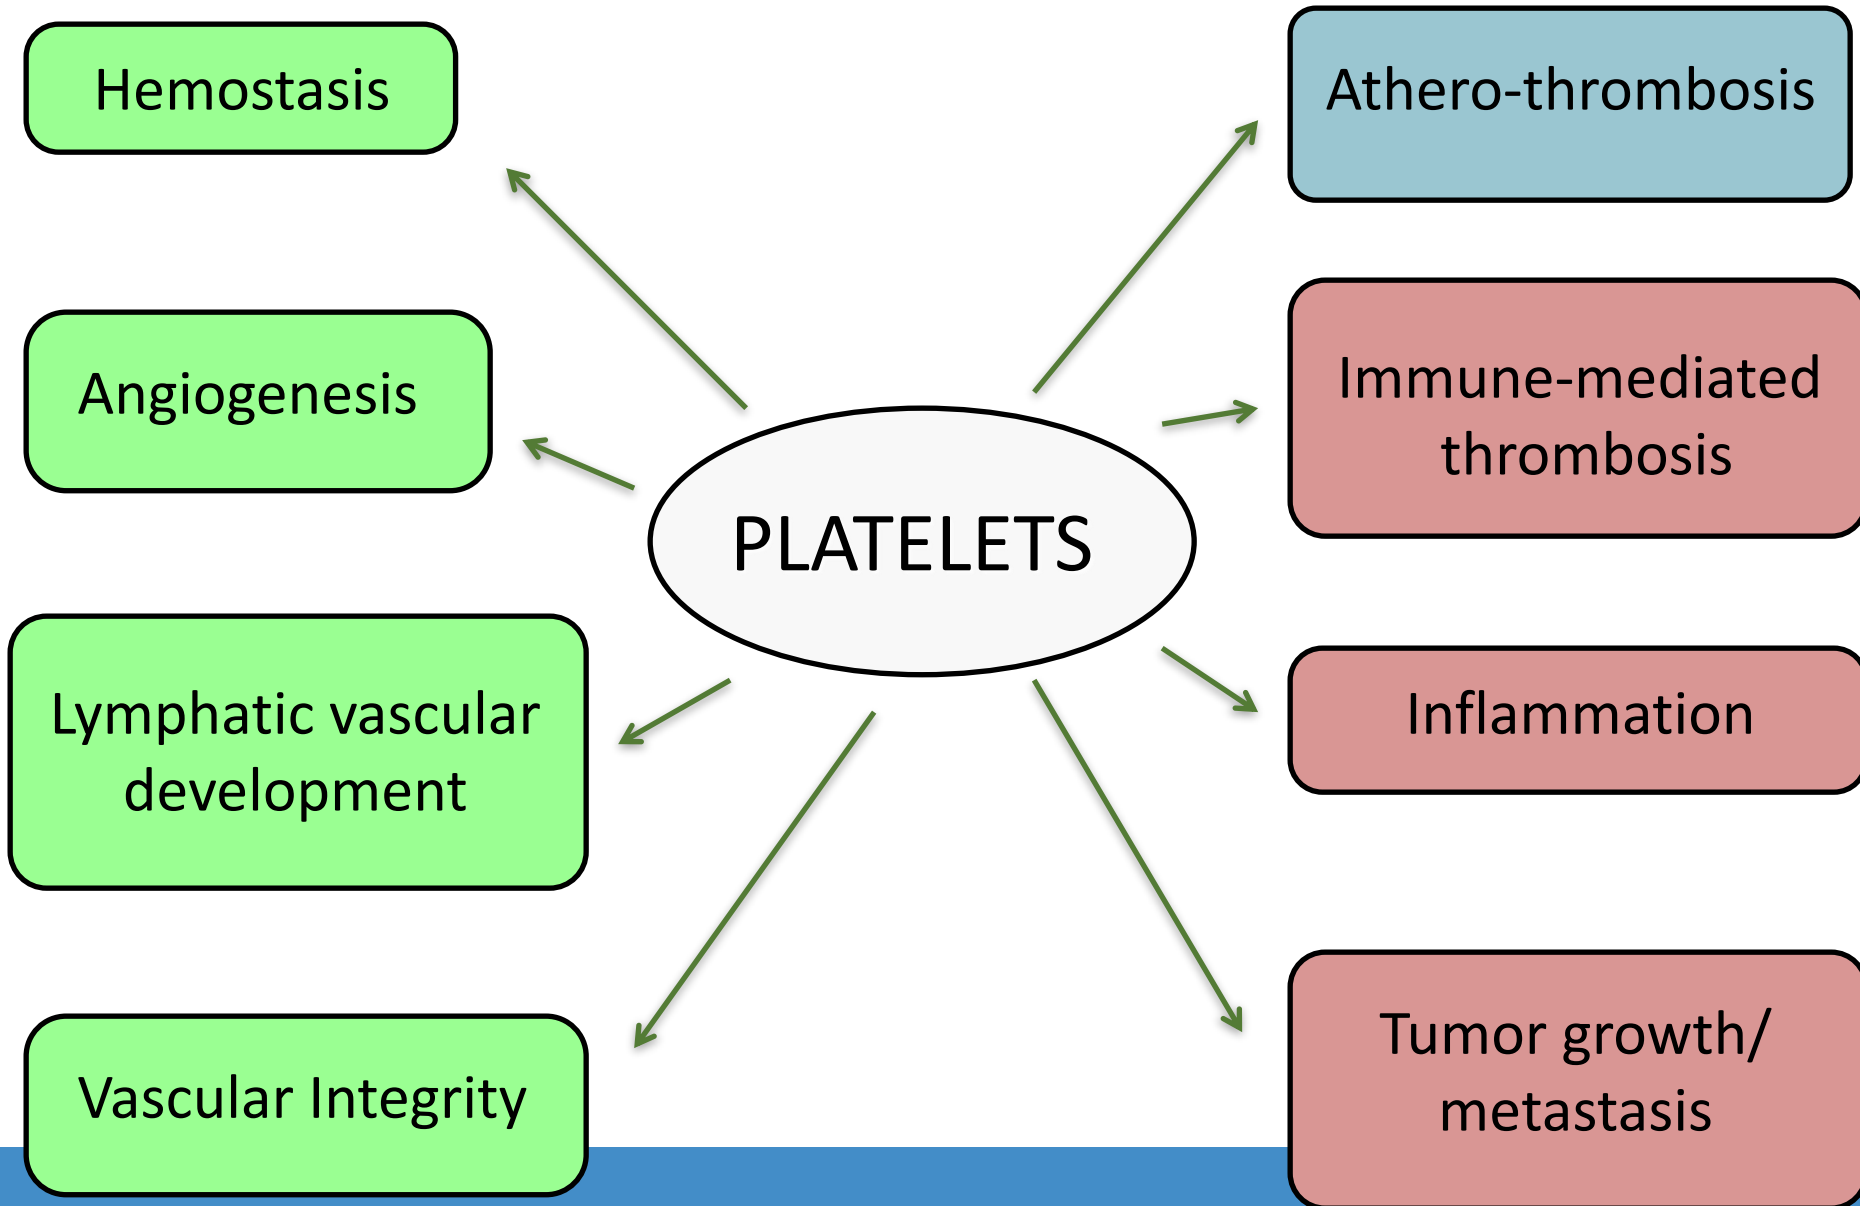 Hemostasis
Athero-thrombosis
Angiogenesis
Immune-mediated
thrombosis
PLATELETS
Lymphatic vascular
development
Inflammation
Vascular Integrity
Tumor growth/
metastasis